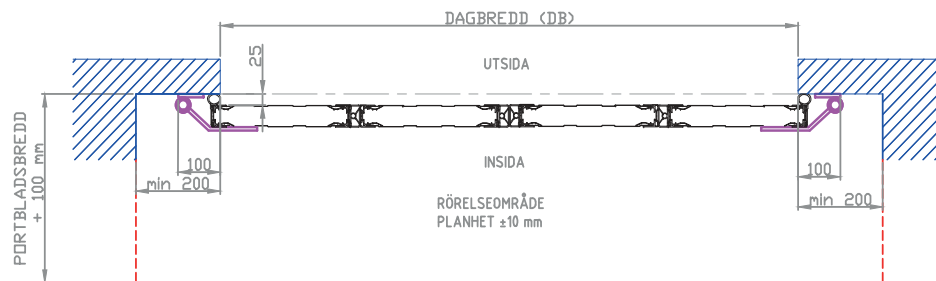 DAGBREDD (DB)
25
UTSIDA
INSIDA
100
min 200
100
min 200
RÖRELSEOMRÅDE
PLANHET ±10 mm
PORTBLADSBREDD
+ 100 mm